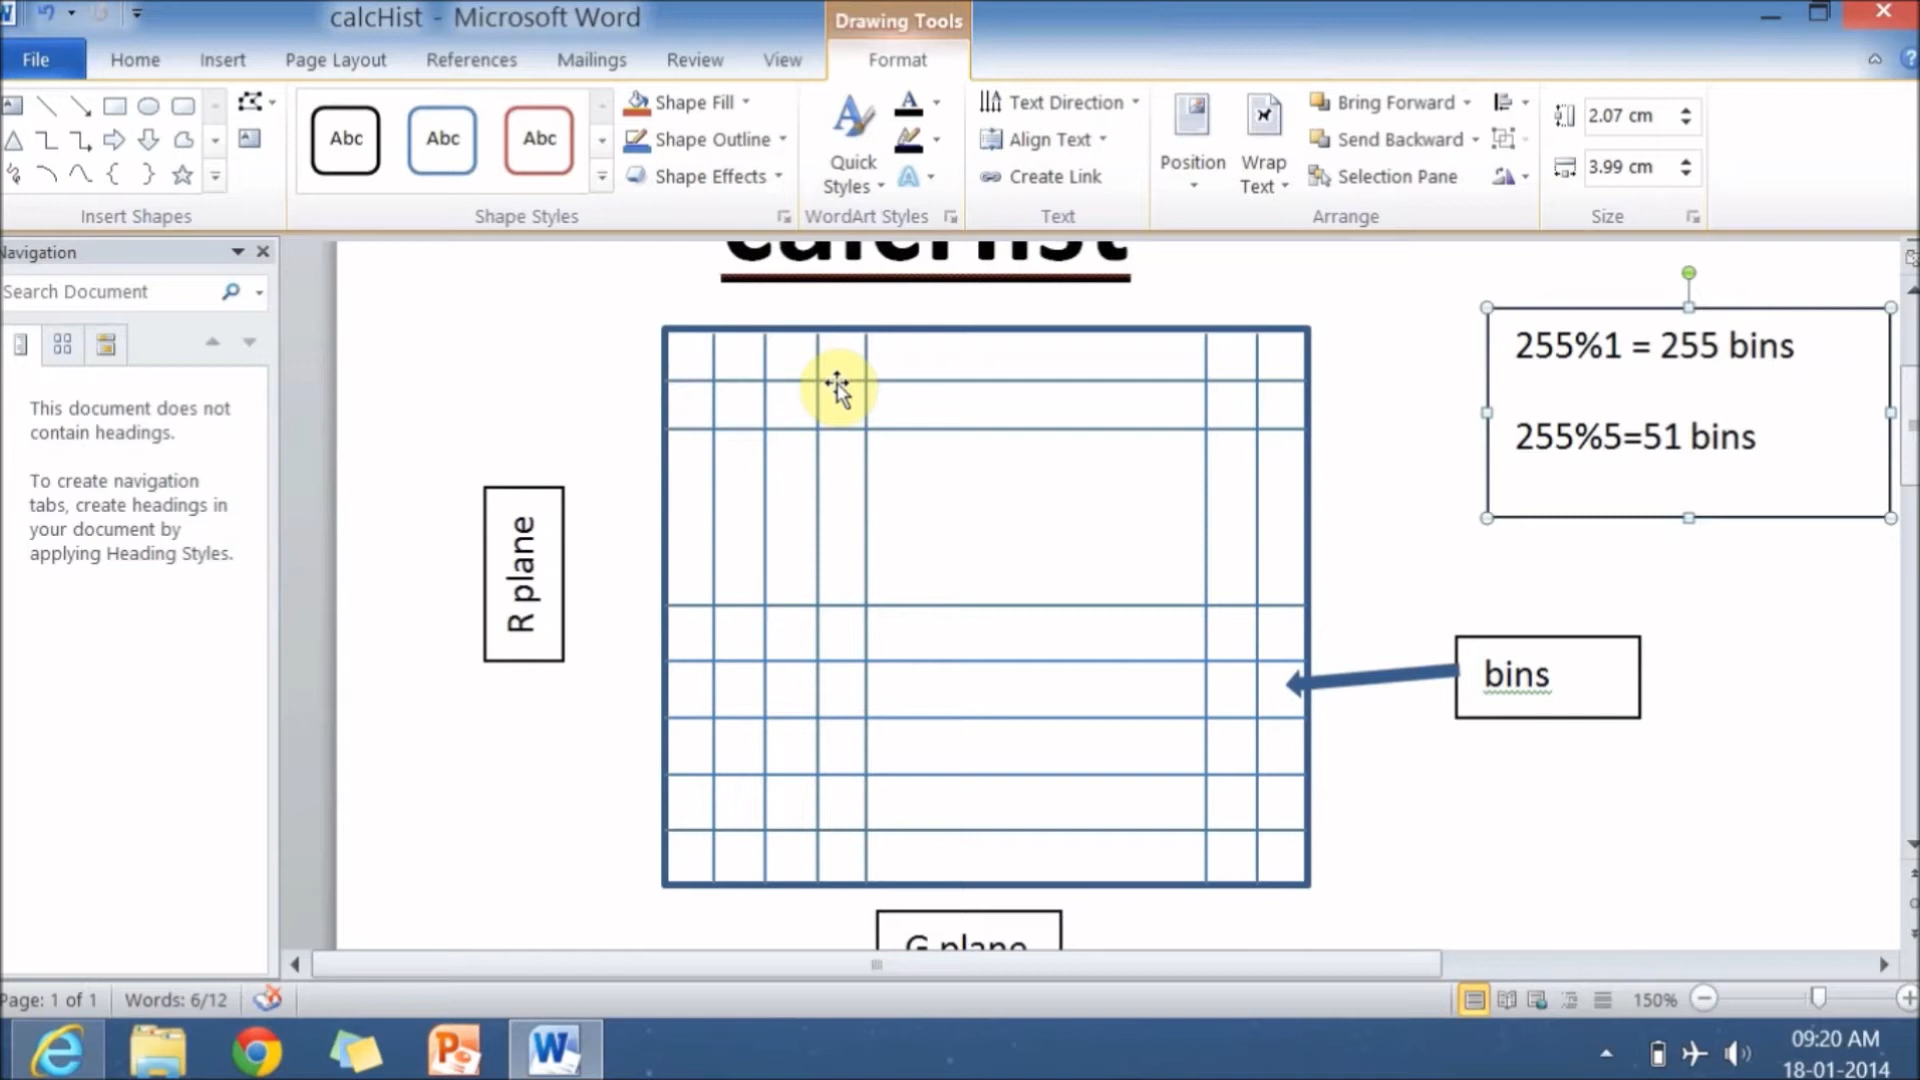 calcHist - Microsoft Word
Drawing Tools
File
Home
Insert
Page Layout
References
Mailings
Review
View
Format
Abc
Abc
Abc
Shape Fill
Shape Outline
Shape Effects
Quick
Styles
Text Direction
Align Text
Create Link
Position
Wrap
Text
Bring Forward
Send Backward
Selection Pane
2.07 cm
3.99 cm
Insert Shapes
Shape Styles
WordArt Styles
Text
Arrange
Size
Navigation
Search Document
This document does not
contain headings.
To create navigation
tabs, create headings in
your document by
applying Heading Styles.
calcHist
255%1 = 255 bins
255%5=51 bins
R plane
bins
G plane
Page: 1 of 1
Words: 6/12
150%
09:20 AM
18-01-2014